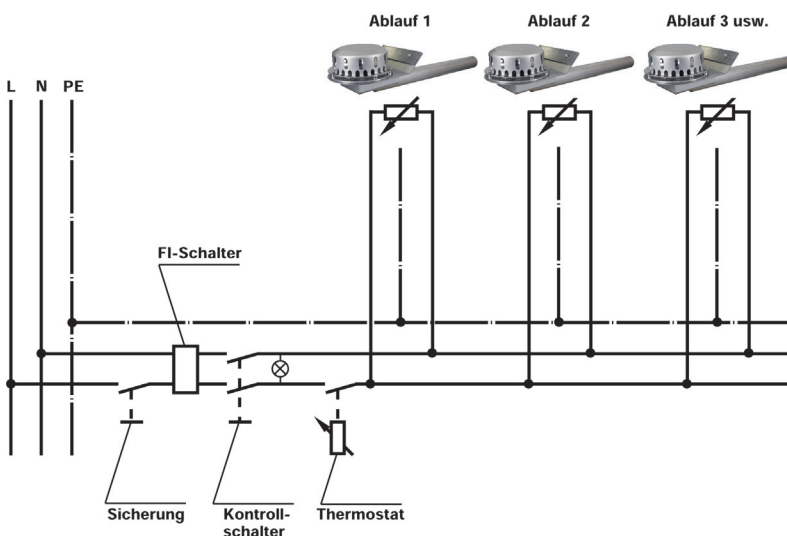 Ablauf 1
Ablauf 2
Ablauf 3 usw.
L
N
PE
FI-Schalter
Sicherung
Kontroll-
schalter
Thermostat